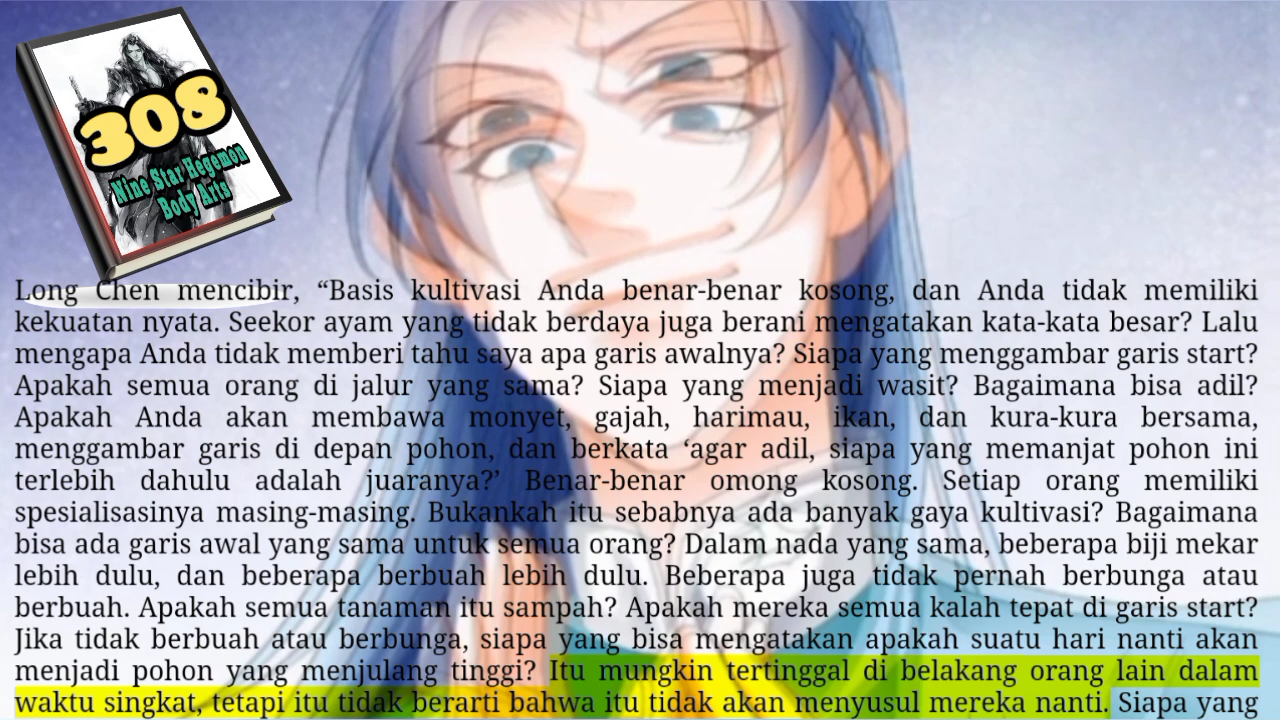 308
Nine Star Hegemon
Body Arts
Long Chen mencibir, “Basis kultivasi Anda benar-benar kosong, dan Anda tidak memiliki
kekuatan nyata. Seekor ayam yang tidak berdaya juga berani mengatakan kata-kata besar? Lalu
mengapa Anda tidak memberi tahu saya apa garis awalnya? Siapa yang menggambar garis start?
Apakah semua orang di jalur yang sama? Siapa yang menjadi wasit? Bagaimana bisa adil?
Apakah Anda akan membawa monyet, gajah, harimau, ikan, dan kura-kura bersama,
menggambar garis di depan pohon, dan berkata ‘agar adil, siapa yang memanjat pohon ini
terlebih dahulu adalah juaranya?’ Benar-benar omong kosong. Setiap orang memiliki
spesialisasinya masing-masing. Bukankah itu sebabnya ada banyak gaya kultivasi? Bagaimana
bisa ada garis awal yang sama untuk semua orang? Dalam nada yang sama, beberapa biji mekar
lebih dulu, dan beberapa berbuah lebih dulu. Beberapa juga tidak pernah berbunga atau
berbuah. Apakah semua tanaman itu sampah? Apakah mereka semua kalah tepat di garis start?
Jika tidak berbuah atau berbunga, siapa yang bisa mengatakan apakah suatu hari nanti akan
menjadi pohon yang menjulang tinggi? Itu mungkin tertinggal di belakang orang lain dalam
waktu singkat, tetapi itu tidak berarti bahwa itu tidak akan menyusul mereka nanti. Siapa yang